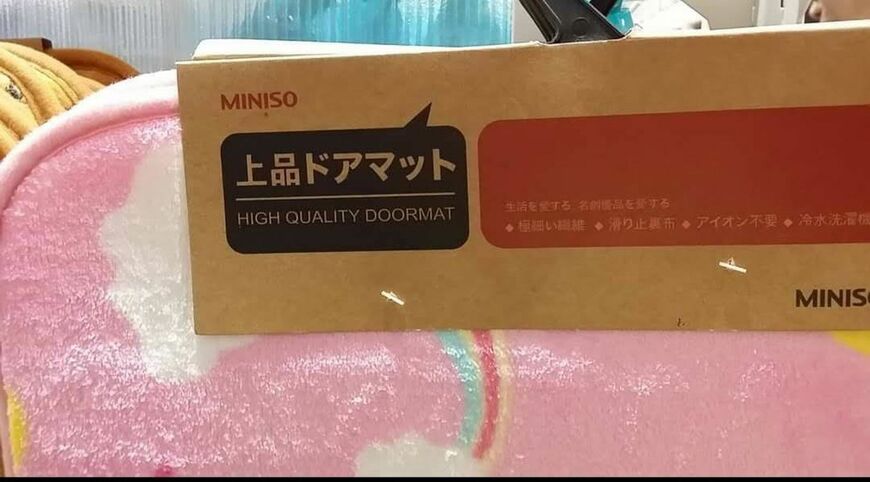 MINISO
上品ドアマット
HIGH QUALITY DOORMAT
生活を愛する 名創優品を愛する
◆ 極細い繊維 ◆ 滑り止裏布 ◆ アイオン不要 ◆ 冷水洗濯機
MINISO